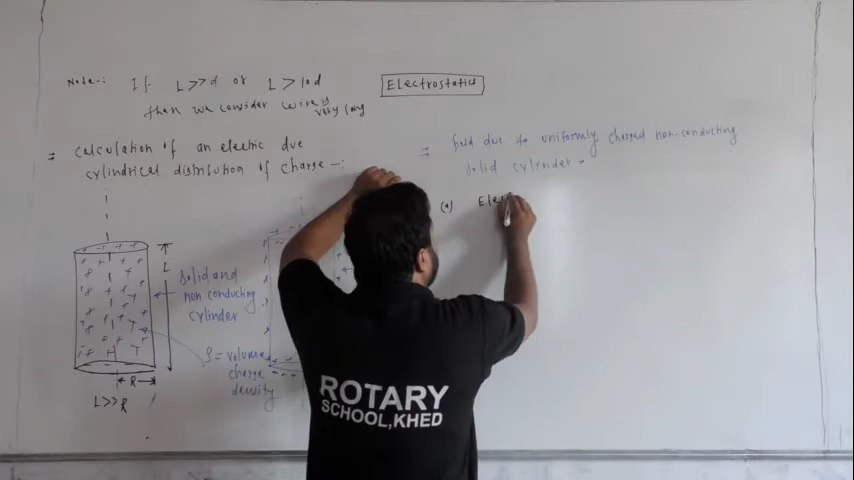 Note:-
If L>>d or L>10d
then we consider wire is
very long
Electrostatics
= calculation of an electric due
cylindrical distribution of charge -:
= field due to uniformly charged non-conducting
solid cylinder -
(a) Elec
L
solid and
non conducting
cylinder
ρ = volume
charge
density
R
L>>R
ROTARY
SCHOOL,KHED